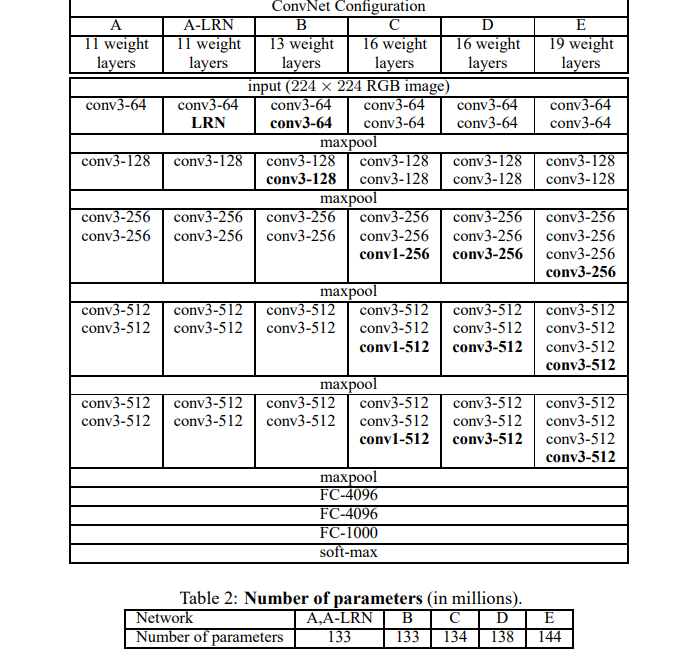 ConvNet Configuration
A A-LRN B C D E
11 weight 11 weight 13 weight 16 weight 16 weight 19 weight
layers layers layers layers layers layers
input (224 × 224 RGB image)
conv3-64 conv3-64 conv3-64 conv3-64 conv3-64 conv3-64
LRN conv3-64 conv3-64 conv3-64 conv3-64
maxpool
conv3-128 conv3-128 conv3-128 conv3-128 conv3-128 conv3-128
conv3-128 conv3-128 conv3-128 conv3-128
maxpool
conv3-256 conv3-256 conv3-256 conv3-256 conv3-256 conv3-256
conv3-256 conv3-256 conv3-256 conv3-256 conv3-256 conv3-256
conv1-256 conv3-256 conv3-256
conv3-256
maxpool
conv3-512 conv3-512 conv3-512 conv3-512 conv3-512 conv3-512
conv3-512 conv3-512 conv3-512 conv3-512 conv3-512 conv3-512
conv1-512 conv3-512 conv3-512
conv3-512
maxpool
conv3-512 conv3-512 conv3-512 conv3-512 conv3-512 conv3-512
conv3-512 conv3-512 conv3-512 conv3-512 conv3-512 conv3-512
conv1-512 conv3-512 conv3-512
conv3-512
maxpool
FC-4096
FC-4096
FC-1000
soft-max
Table 2: Number of parameters (in millions).
Network A,A-LRN B C D E
Number of parameters 133 133 134 138 144